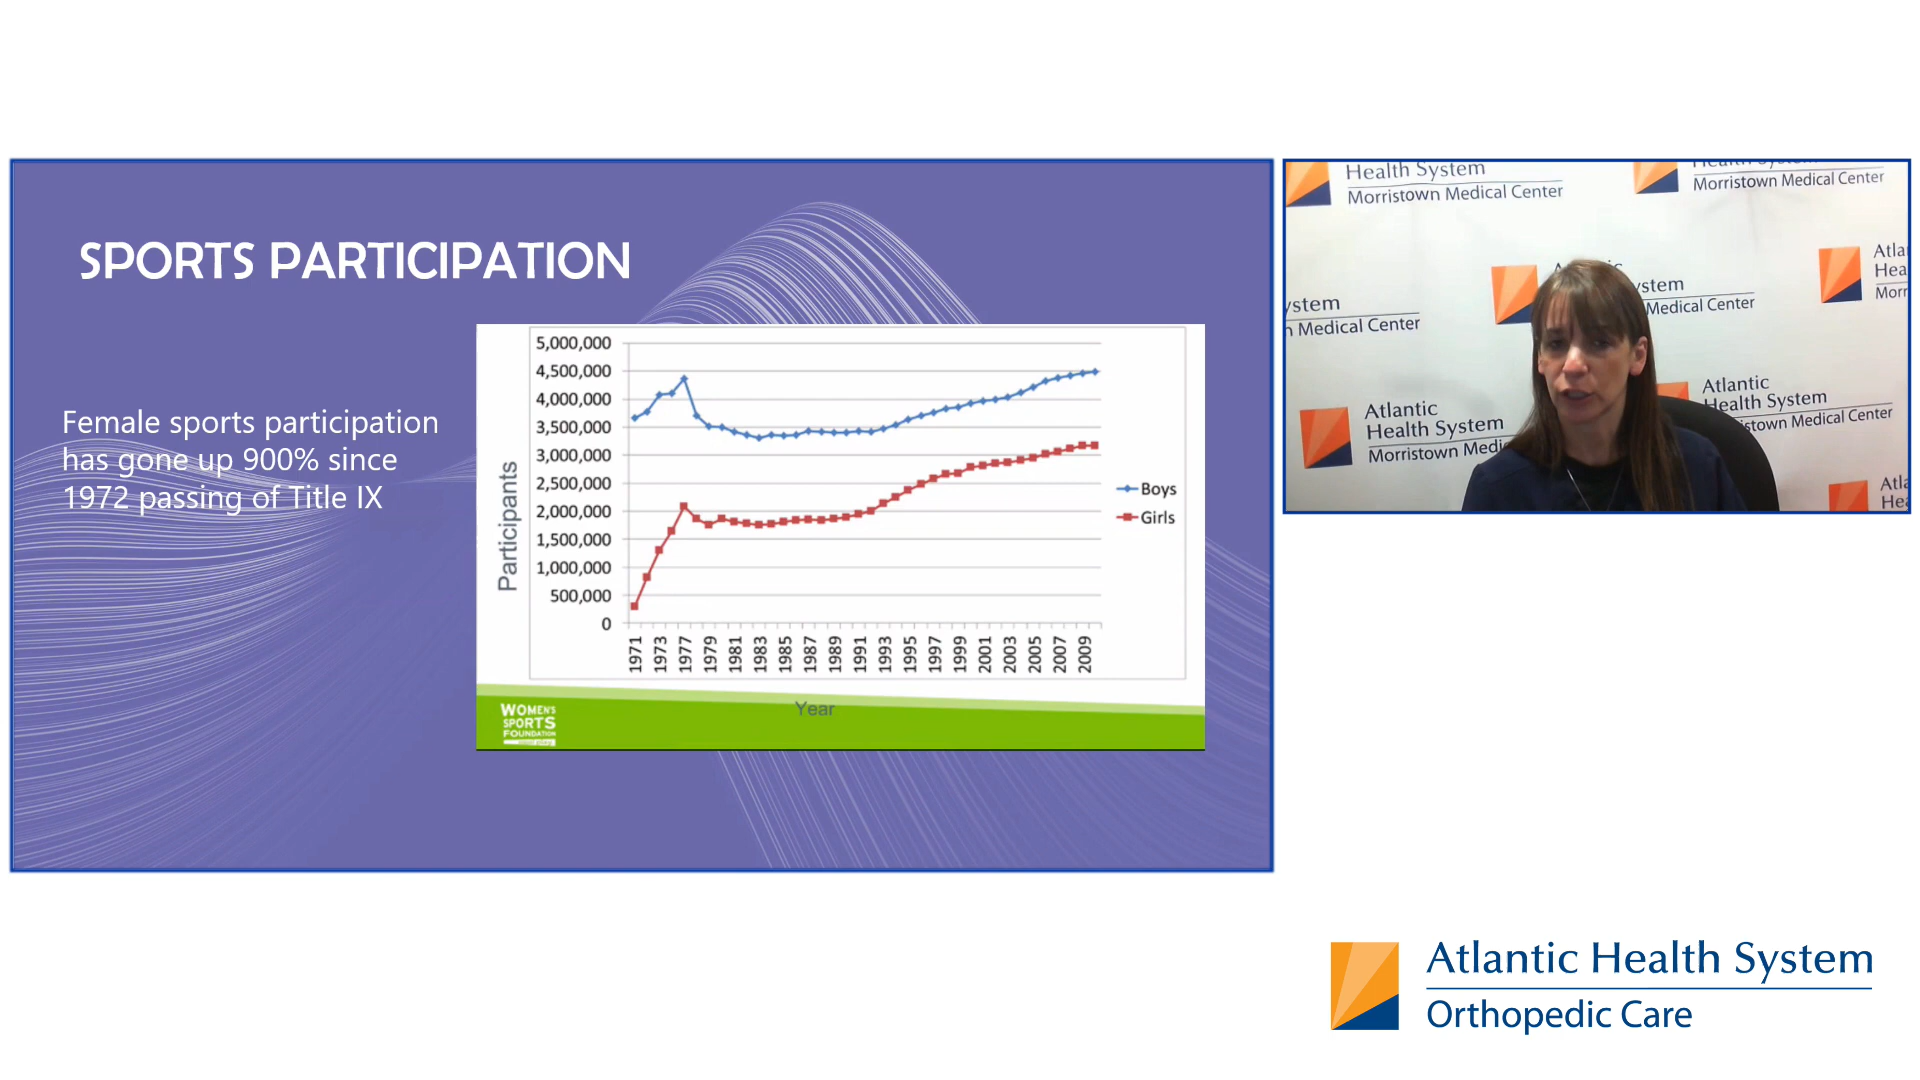 SPORTS PARTICIPATION
Female sports participation
has gone up 900% since
1972 passing of Title IX
5,000,000
4,500,000
4,000,000
3,500,000
3,000,000
2,500,000
2,000,000
1,500,000
1,000,000
500,000
0
Participants
1971
1973
1977
1979
1981
1983
1985
1987
1989
1991
1993
1995
1997
1999
2001
2003
2005
2007
2009
Year
Boys
Girls
WOMEN'S
SPORTS
FOUNDATION
Health System
Morristown Medical Center
Morristown Medical Center
Medical Center
Medical Center
Atlantic
Health System
Morristown
Atlantic
Health System
Medical Center
Atlantic Health System
Orthopedic Care